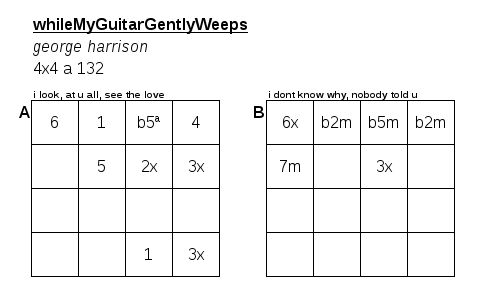 whileMyGuitarGentlyWeeps
george harrison
4x4 a 132
i look, at u all, see the love
A
6 1 b5ª 4
5 2x 3x
1 3x
i dont know why, nobody told u
B
6x b2m b5m b2m
7m 3x